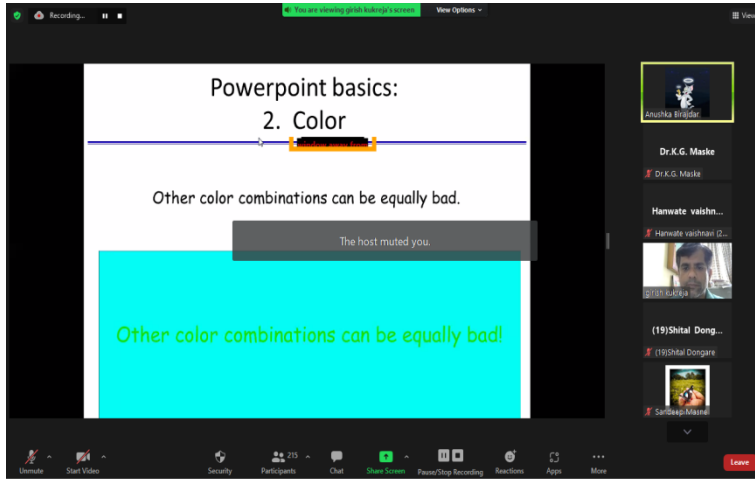 Recording...
You are viewing girish kukreja's screen
View Options
View
Powerpoint basics:
2. Color
Other color combinations can be equally bad.
The host muted you.
Other color combinations can be equally bad!
Anushka Birajdar
Dr.K.G. Maske
Dr.K.G. Maske
Hanwate vaishn...
Hanwate vaishnavi (2...
girish kukreja
(19)Shital Dong...
(19)Shital Dongare
Sandeep Masne
Unmute
Start Video
Security
215
Participants
Chat
Share Screen
Pause/Stop Recording
Reactions
Apps
More
Leave